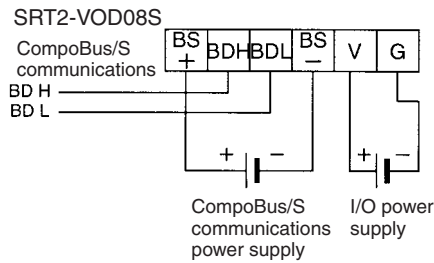 SRT2-VOD08S
CompoBus/S
communications
BD H
BD L
BS + BDH BDL BS – V G
+ – + –
CompoBus/S
communications
power supply
I/O power
supply